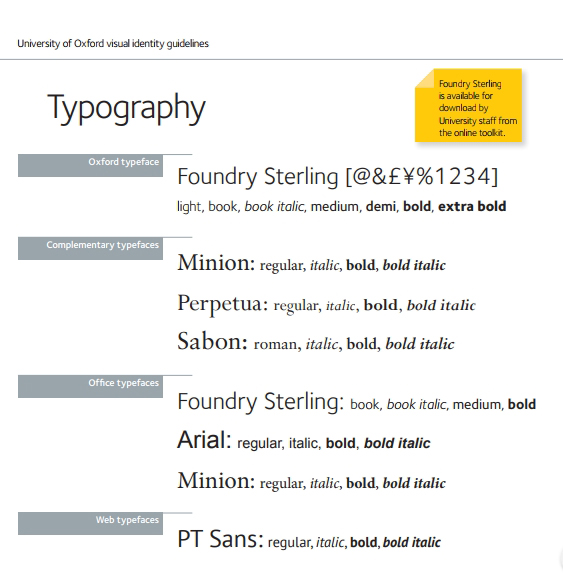 University of Oxford visual identity guidelines
Typography
Foundry Sterling
is available for
download by
University staff from
the online toolkit.
Oxford typeface
Foundry Sterling [@&£¥%1234]
light, book, book italic, medium, demi, bold, extra bold
Complementary typefaces
Minion: regular, italic, bold, bold italic
Perpetua: regular, italic, bold, bold italic
Sabon: roman, italic, bold, bold italic
Office typefaces
Foundry Sterling: book, book italic, medium, bold
Arial: regular, italic, bold, bold italic
Minion: regular, italic, bold, bold italic
Web typefaces
PT Sans: regular, italic, bold, bold italic